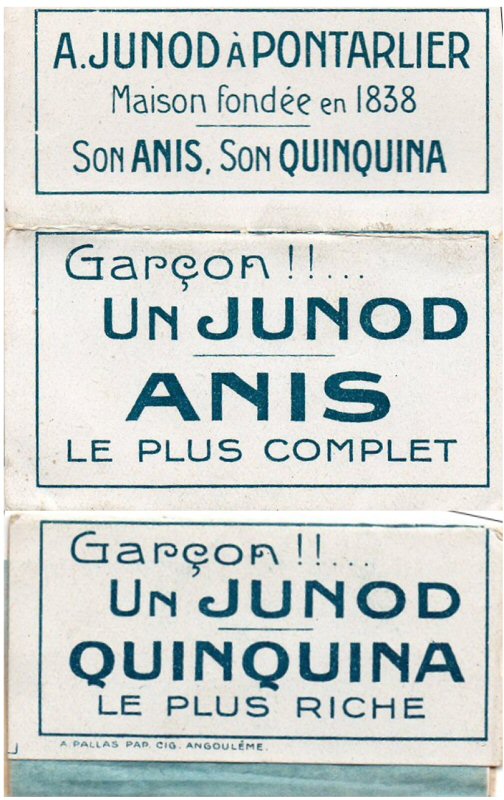 A. JUNOD À PONTARLIER
Maison fondée en 1838
SON ANIS, SON QUINQUINA
Garçon !!...
UN JUNOD
ANIS
LE PLUS COMPLET
Garçon !!...
UN JUNOD
QUINQUINA
LE PLUS RICHE
A PALLAS PAP. CIG. ANGOULÉME.